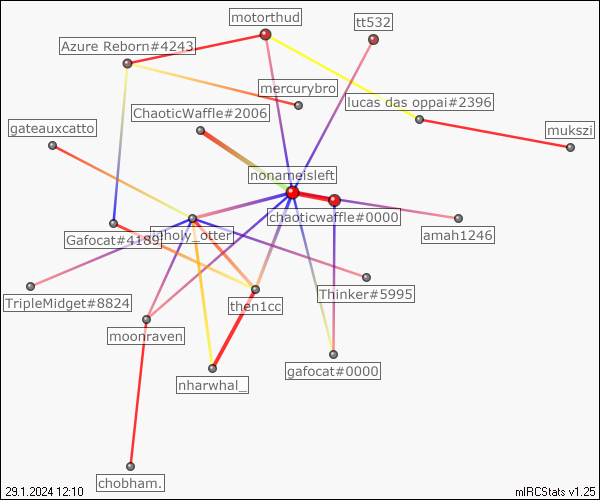 motorthud
tt532
Azure Reborn#4243
mercurybro
lucas das oppai#2396
ChaoticWaffle#2006
gateauxcatto
mukszi
nonameisleft
chaoticwaffle#0000
amah1246
Gafocat#4189
holy_otter
TripleMidget#8824
Thinker#5995
then1cc
moonraven
gafocat#0000
nharwhal_
chobham.
29.1.2024 12:10
mIRCStats v1.25